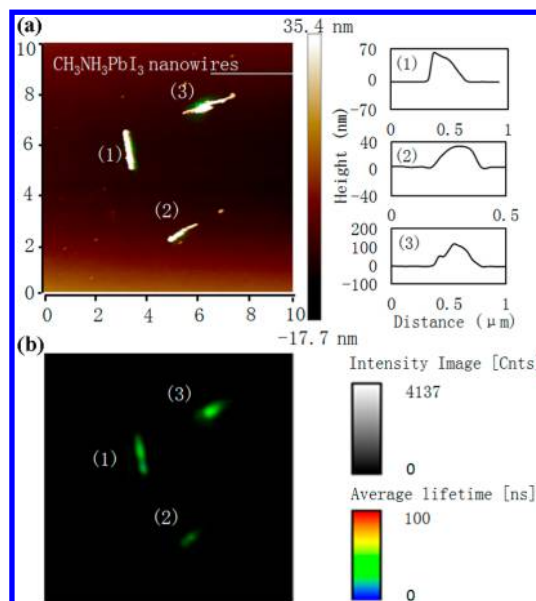 (a)
35.4 nm
10
8
6
4
2
0
CH₃NH₃PbI₃ nanowires
(3)
(1)
(2)
0 2 4 6 8 10
-17.7 nm
Height (nm)
70
0
-70
(1)
0 0.5 1
40
0
-40
(2)
0 0.5
200
100
0
-100
(3)
0 0.5 1
Distance (μm)
(b)
(3)
(1)
(2)
Intensity Image [Cnts]
4137
0
Average lifetime [ns]
100
0